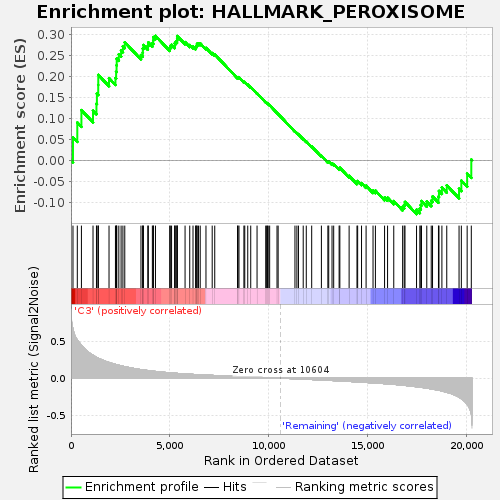 Enrichment plot: HALLMARK_PEROXISOME
Enrichment score (ES)
0.30
0.25
0.20
0.15
0.10
0.05
0.00
-0.05
-0.10
'C3' (positively correlated)
Ranked list metric (Signal2Noise)
0.5
0.0
-0.5
Zero cross at 10604
'Remaining' (negatively correlated)
0
5,000
10,000
15,000
20,000
Rank in Ordered Dataset
Enrichment profile
Hits
Ranking metric scores